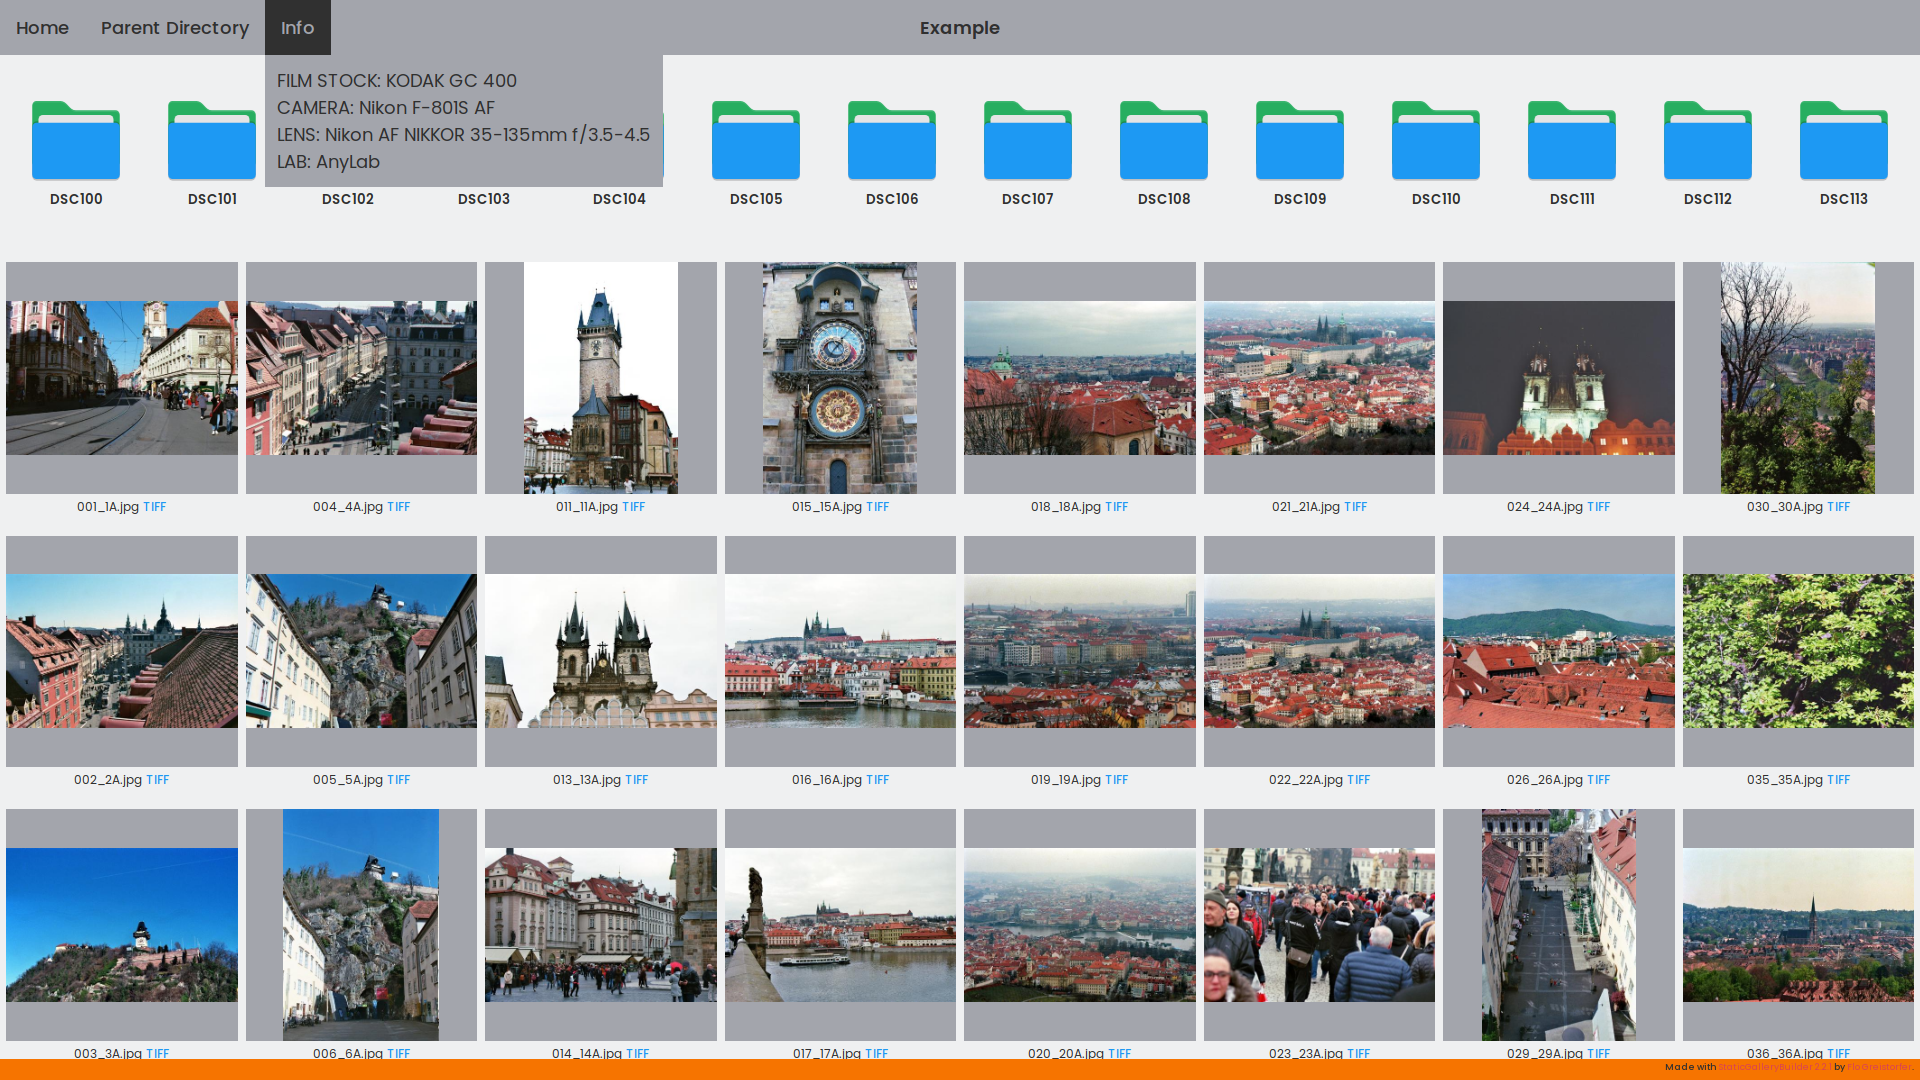 Home Parent Directory Info Example
FILM STOCK: KODAK GC 400
CAMERA: Nikon F-801S AF
LENS: Nikon AF NIKKOR 35-135mm f/3.5-4.5
LAB: AnyLab
DSC100 DSC101 DSC102 DSC103 DSC104 DSC105 DSC106 DSC107 DSC108 DSC109 DSC110 DSC111 DSC112 DSC113
001_1A.jpg TIFF 004_4A.jpg TIFF 011_11A.jpg TIFF 015_15A.jpg TIFF 018_18A.jpg TIFF 021_21A.jpg TIFF 024_24A.jpg TIFF 030_30A.jpg TIFF
002_2A.jpg TIFF 005_5A.jpg TIFF 013_13A.jpg TIFF 016_16A.jpg TIFF 019_19A.jpg TIFF 022_22A.jpg TIFF 026_26A.jpg TIFF 035_35A.jpg TIFF
003_3A.jpg TIFF 006_6A.jpg TIFF 014_14A.jpg TIFF 017_17A.jpg TIFF 020_20A.jpg TIFF 023_23A.jpg TIFF 029_29A.jpg TIFF 036_36A.jpg TIFF
Made with StaticGalleryBuilder 2.2.1 by FloGreistorfer.